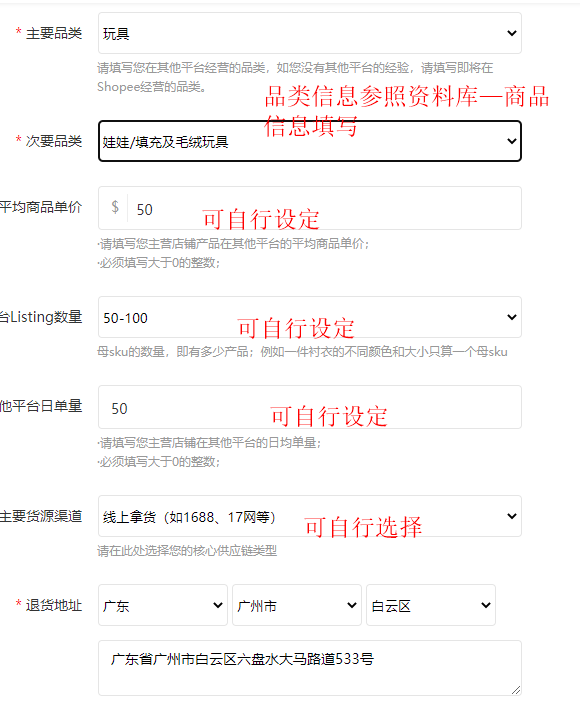 * 主要品类 玩具
请填写您在其他平台经营的品类，如您没有其他平台的经验，请填写即将在
Shopee经营的品类。
品类信息参照资料库—商品
信息填写
* 次要品类 娃娃/填充及毛绒玩具
平均商品单价 $ 50
可自行设定
·请填写您主营店铺产品在其他平台的平均商品单价；
·必须填写大于0的整数；
台Listing数量 50-100
可自行设定
母sku的数量，即有多少产品；例如一件衬衣的不同颜色和大小只算一个母sku
他平台日单量 50
可自行设定
·请填写您主营店铺在其他平台的日均单量；
·必须填写大于0的整数；
主要货源渠道 线上拿货（如1688、17网等）
可自行选择
请在此处选择您的核心供应链类型
* 退货地址 广东 广州市 白云区
广东省广州市白云区六盘水大马路道533号